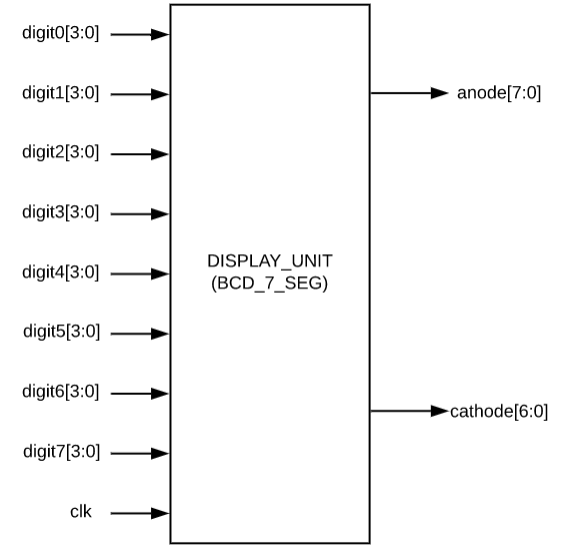 digit0[3:0]
digit1[3:0]
anode[7:0]
digit2[3:0]
digit3[3:0]
digit4[3:0]
DISPLAY_UNIT
(BCD_7_SEG)
digit5[3:0]
digit6[3:0]
cathode[6:0]
digit7[3:0]
clk